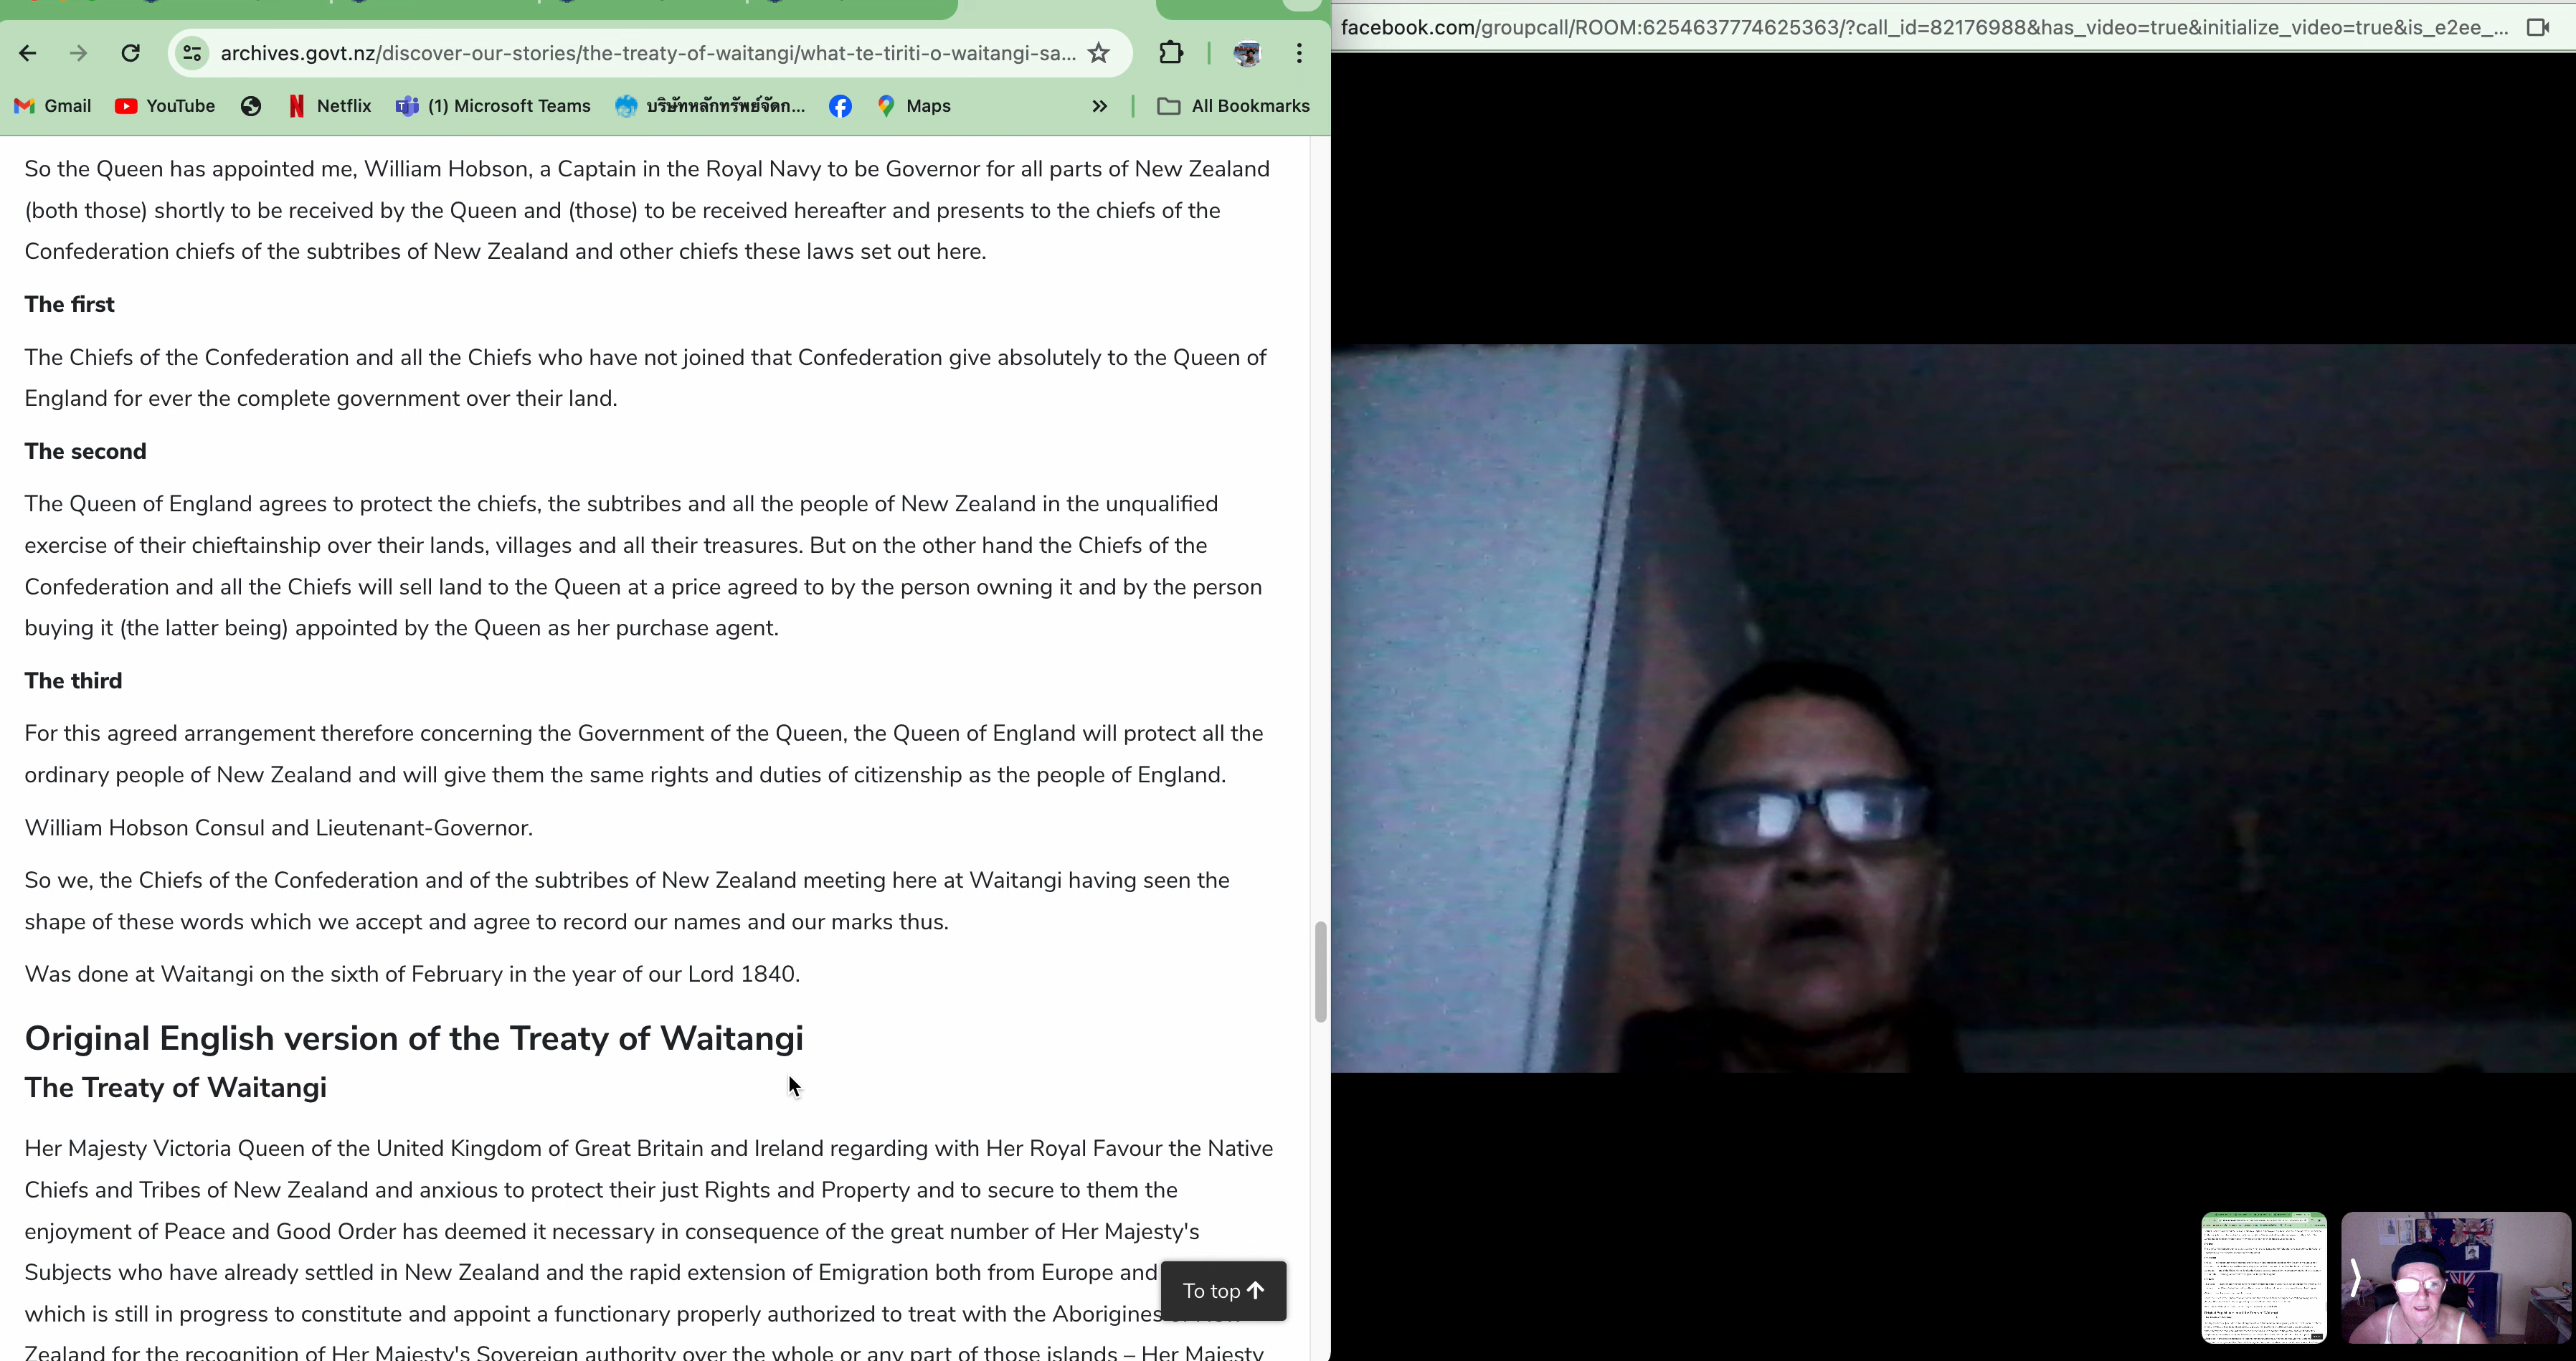 archives.govt.nz/discover-our-stories/the-treaty-of-waitangi/what-te-tiriti-o-waitangi-sa...
facebook.com/groupcall/ROOM:6254637774625363/?call_id=82176988&has_video=true&initialize_video=true&is_e2ee_...
Gmail YouTube Netflix (1) Microsoft Teams บริษัทหลักทรัพย์จัดก... Maps » All Bookmarks
So the Queen has appointed me, William Hobson, a Captain in the Royal Navy to be Governor for all parts of New Zealand
(both those) shortly to be received by the Queen and (those) to be received hereafter and presents to the chiefs of the
Confederation chiefs of the subtribes of New Zealand and other chiefs these laws set out here.
The first
The Chiefs of the Confederation and all the Chiefs who have not joined that Confederation give absolutely to the Queen of
England for ever the complete government over their land.
The second
The Queen of England agrees to protect the chiefs, the subtribes and all the people of New Zealand in the unqualified
exercise of their chieftainship over their lands, villages and all their treasures. But on the other hand the Chiefs of the
Confederation and all the Chiefs will sell land to the Queen at a price agreed to by the person owning it and by the person
buying it (the latter being) appointed by the Queen as her purchase agent.
The third
For this agreed arrangement therefore concerning the Government of the Queen, the Queen of England will protect all the
ordinary people of New Zealand and will give them the same rights and duties of citizenship as the people of England.
William Hobson Consul and Lieutenant-Governor.
So we, the Chiefs of the Confederation and of the subtribes of New Zealand meeting here at Waitangi having seen the
shape of these words which we accept and agree to record our names and our marks thus.
Was done at Waitangi on the sixth of February in the year of our Lord 1840.
Original English version of the Treaty of Waitangi
The Treaty of Waitangi
Her Majesty Victoria Queen of the United Kingdom of Great Britain and Ireland regarding with Her Royal Favour the Native
Chiefs and Tribes of New Zealand and anxious to protect their just Rights and Property and to secure to them the
enjoyment of Peace and Good Order has deemed it necessary in consequence of the great number of Her Majesty's
Subjects who have already settled in New Zealand and the rapid extension of Emigration both from Europe and
To top
which is still in progress to constitute and appoint a functionary properly authorized to treat with the Aborigines
Zealand for the recognition of Her Majesty's Sovereign authority over the whole or any part of those islands – Her Majesty